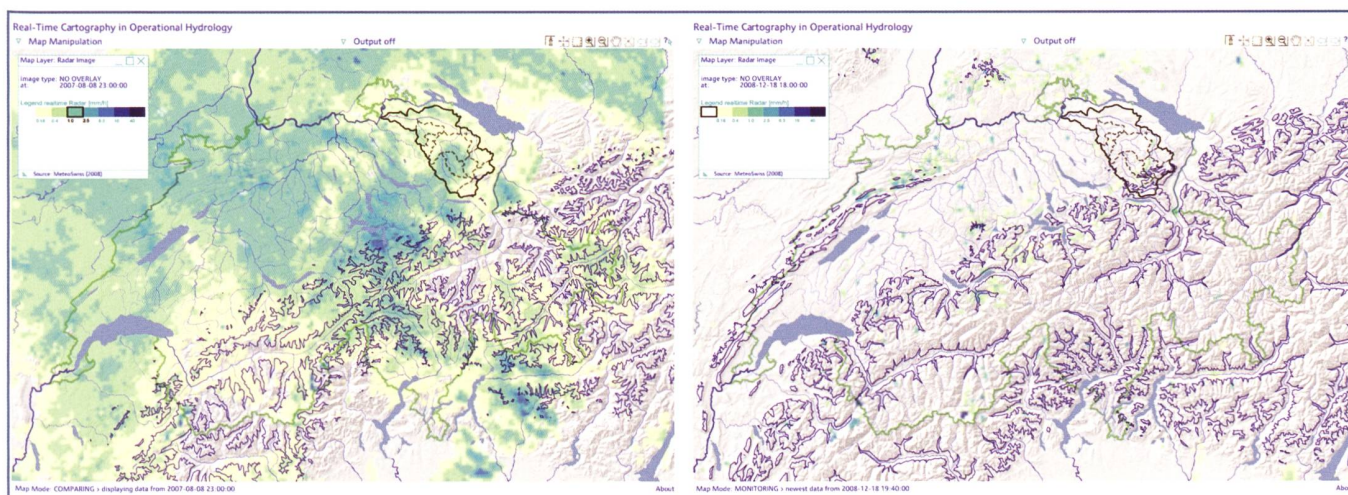 Real-Time Cartography in Operational Hydrology
Map Manipulation
Output off
Map Layer: Radar Image
image type: NO OVERLAY
at: 2007-08-08 23:00:00
Legend realtime Radar [mm/h]
Source: MeteoSwiss (2008)
Map Mode: COMPARING > displaying data from 2007-08-08 23:00:00
About
Real-Time Cartography in Operational Hydrology
Map Manipulation
Output off
Map Layer: Radar Image
image type: NO OVERLAY
at: 2008-12-18 18:00:00
Legend realtime Radar [mm/h]
Source: MeteoSwiss (2008)
Map Mode: MONITORING > newest data from 2008-12-18 19:40:00